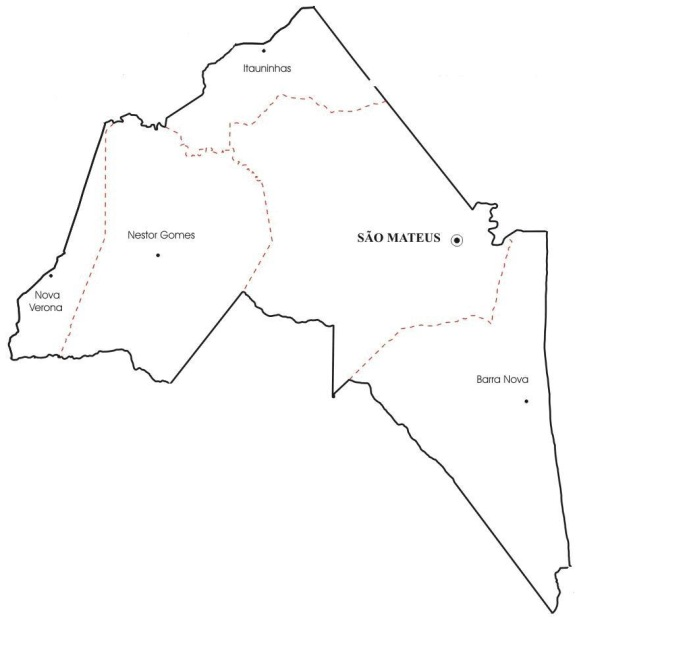 Itauninhas
Nestor Gomes
SÃO MATEUS
Nova
Verona
Barra Nova